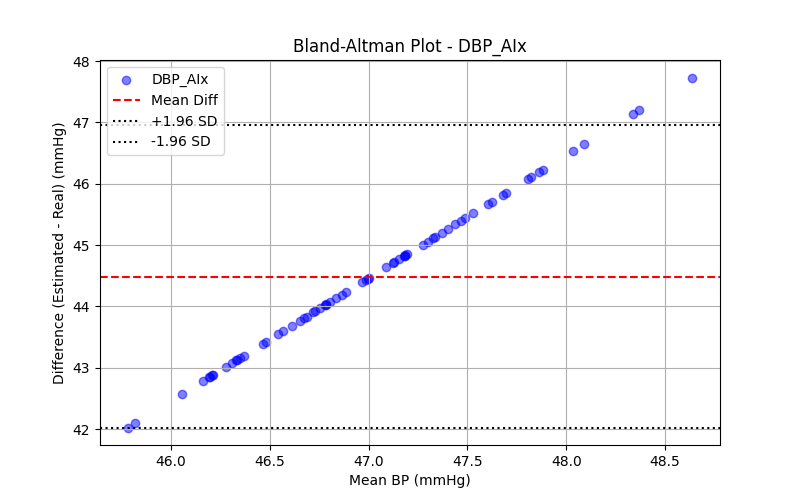 Bland-Altman Plot - DBP_AIx
DBP_AIx
Mean Diff
+1.96 SD
-1.96 SD
Difference (Estimated - Real) (mmHg)
48
47
46
45
44
43
42
46.0 46.5 47.0 47.5 48.0 48.5
Mean BP (mmHg)